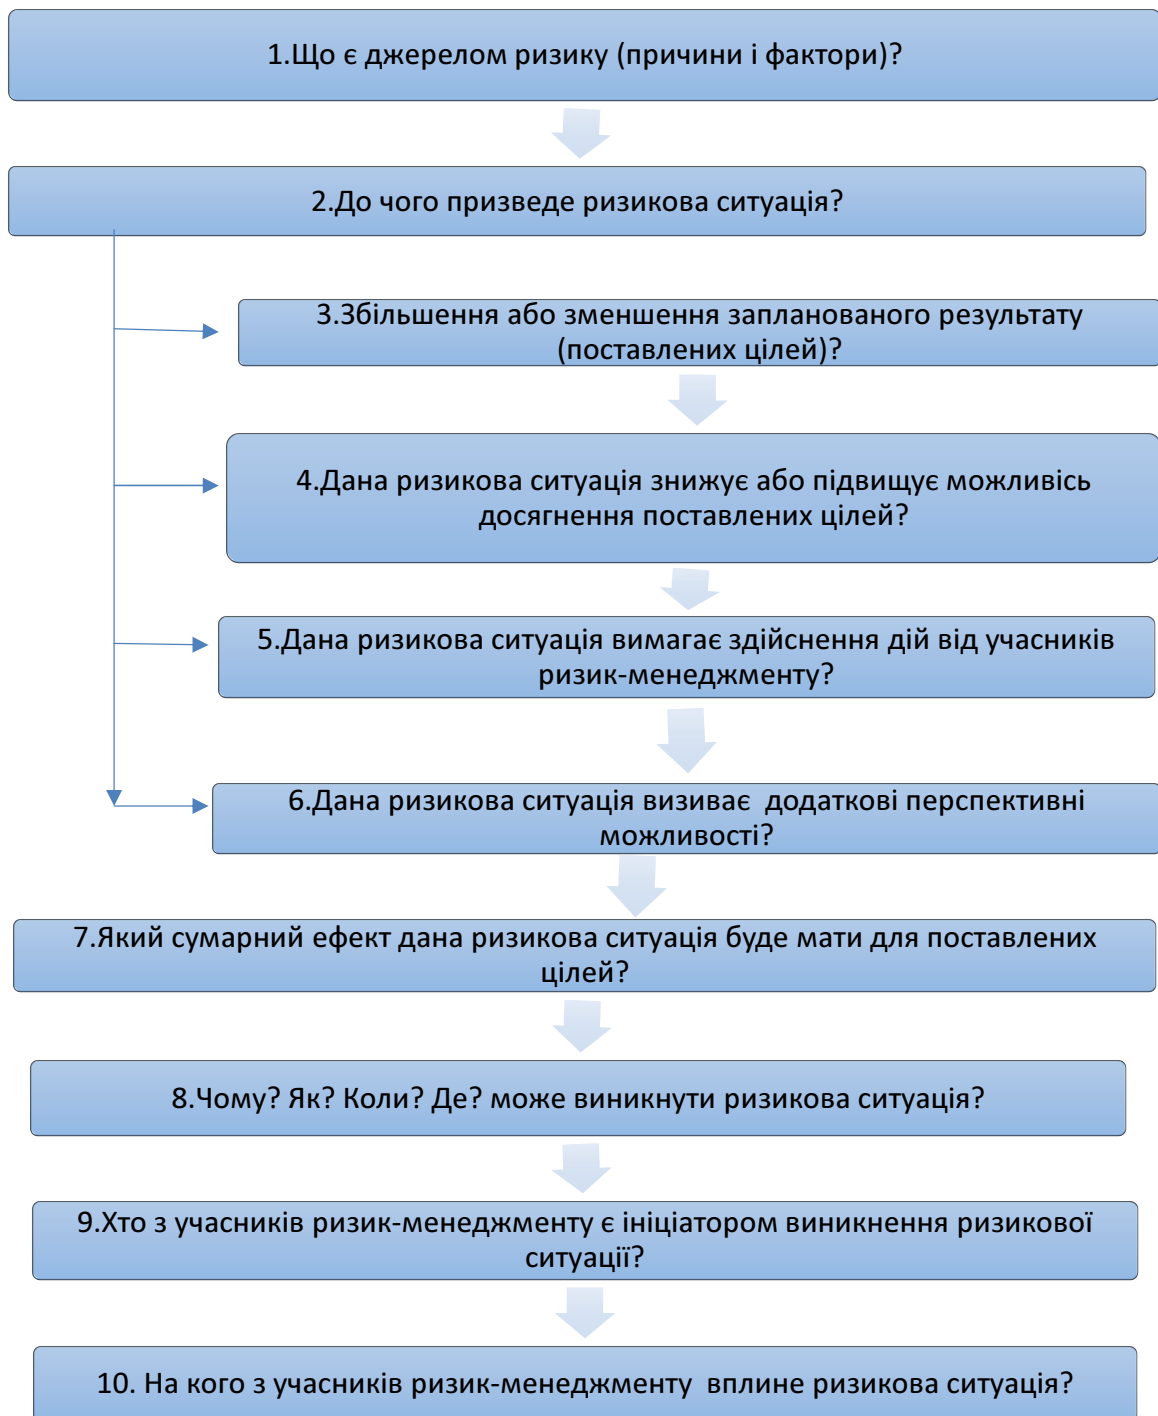 1.Що є джерелом ризику (причини і фактори)?
2.До чого призведе ризикова ситуація?
3.Збільшення або зменшення запланованого результату
(поставлених цілей)?
4.Дана ризикова ситуація знижує або підвищує можливісь
досягнення поставлених цілей?
5.Дана ризикова ситуація вимагає здійснення дій від учасників
ризик-менеджменту?
6.Дана ризикова ситуація визиває  додаткові перспективні
можливості?
7.Який сумарний ефект дана ризикова ситуація буде мати для поставлених
цілей?
8.Чому? Як? Коли? Де? може виникнути ризикова ситуація?
9.Хто з учасників ризик-менеджменту є ініціатором виникнення ризикової
ситуації?
10. На кого з учасників ризик-менеджменту  вплине ризикова ситуація?